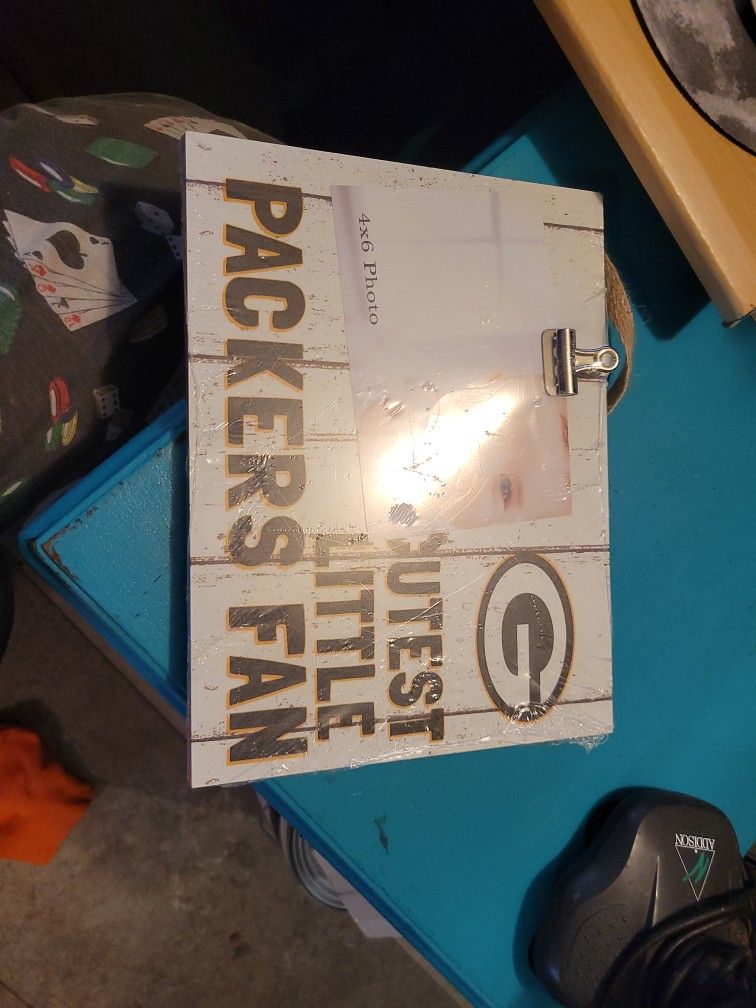 4x6 Photo
CUTEST
LITTLE
PACKERS FAN
G
ADDISON